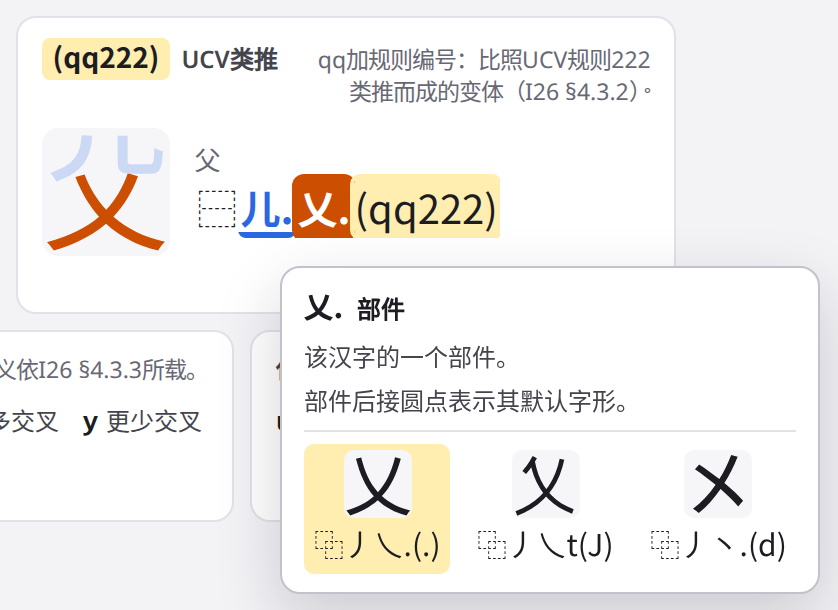 (qq222) UCV类推 qq加规则编号：比照UCV规则222
类推而成的变体（I26 §4.3.2）。
父
⿱儿.乂.(qq222)
乂. 部件
该汉字的一个部件。
部件后接圆点表示其默认字形。
义依I26 §4.3.3所载。
多交叉 y 更少交叉
乂 乂 乂
⿻丿㇏.(.) ⿻丿㇏t(J) ⿻丿丶.(d)